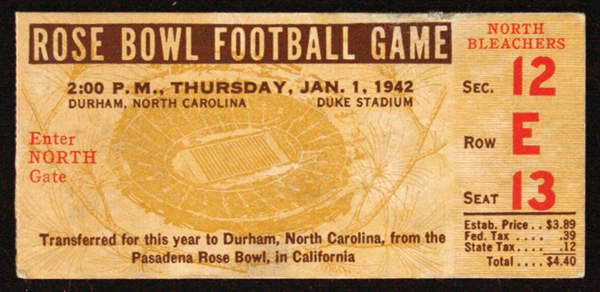 ROSE BOWL FOOTBALL GAME
2:00 P.M., THURSDAY, JAN. 1, 1942
DURHAM, NORTH CAROLINA DUKE STADIUM
Enter
NORTH
Gate
Transferred for this year to Durham, North Carolina, from the
Pasadena Rose Bowl, in California
NORTH
BLEACHERS
SEC. 12
ROW E
SEAT 13
Estab. Price .. $3.89
Fed. Tax .... .39
State Tax.... .12
Total .... $4.40